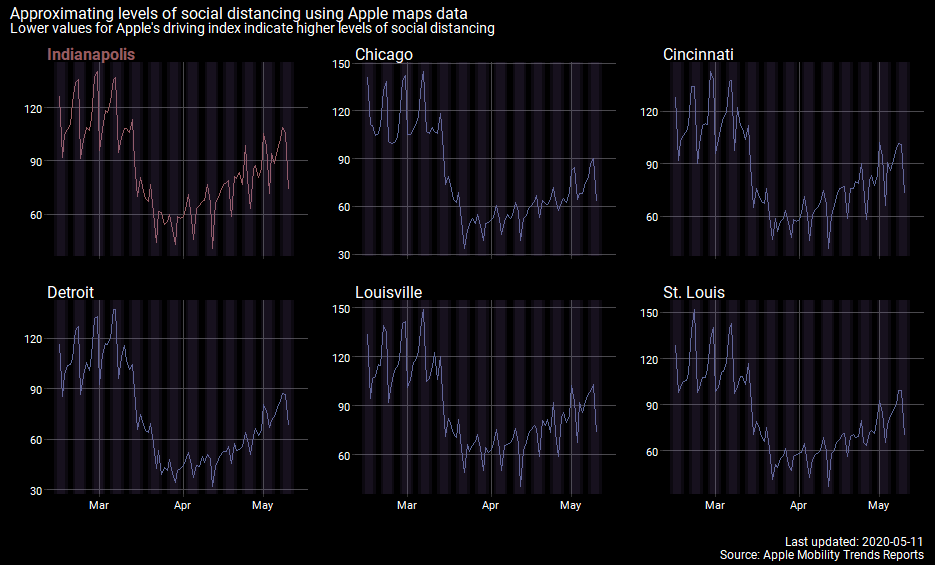 Approximating levels of social distancing using Apple maps data
Lower values for Apple's driving index indicate higher levels of social distancing
Indianapolis
120
90
60
Chicago
150
120
90
60
30
Cincinnati
120
90
60
Detroit
120
90
60
30
Mar Apr May
Louisville
150
120
90
60
Mar Apr May
St. Louis
150
120
90
60
Mar Apr May
Last updated: 2020-05-11
Source: Apple Mobility Trends Reports